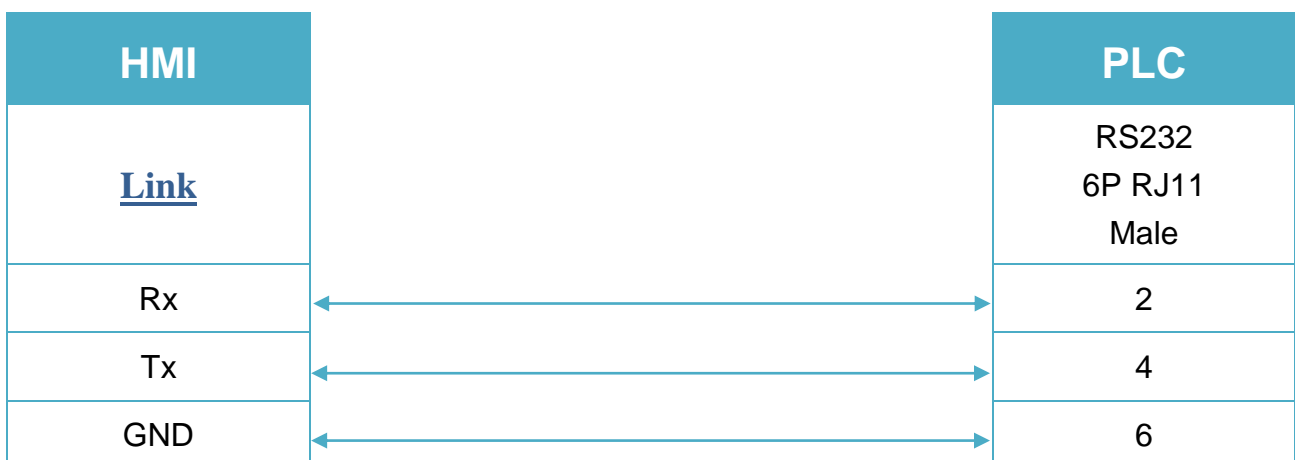 HMI PLC
Link
RS232
6P RJ11
Male
Rx 2
Tx 4
GND 6